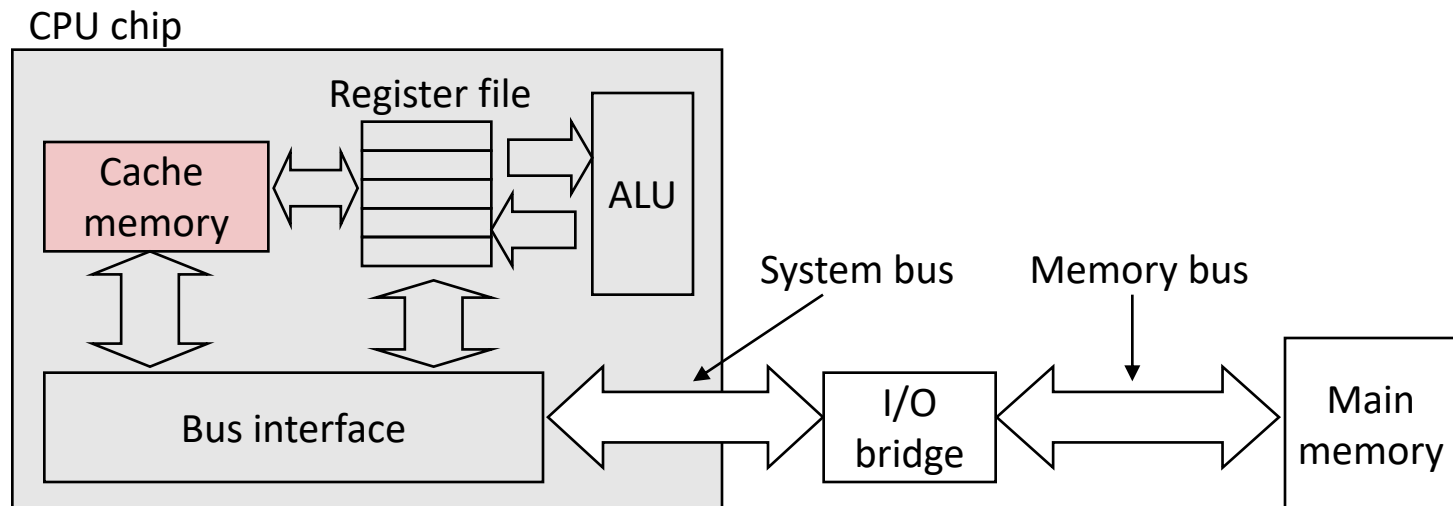 CPU chip
Register file
Cache
memory
ALU
System bus
Memory bus
Bus interface
I/O
bridge
Main
memory